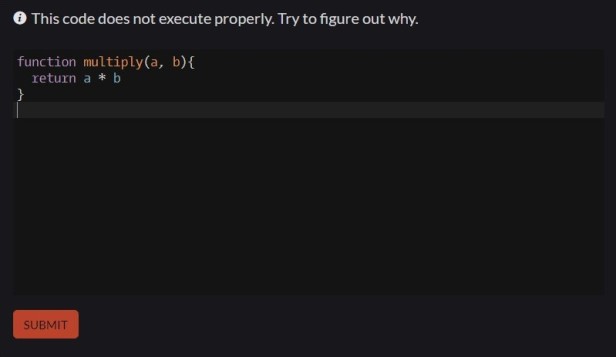 This code does not execute properly. Try to figure out why.
function multiply(a, b){
  return a * b
}
SUBMIT